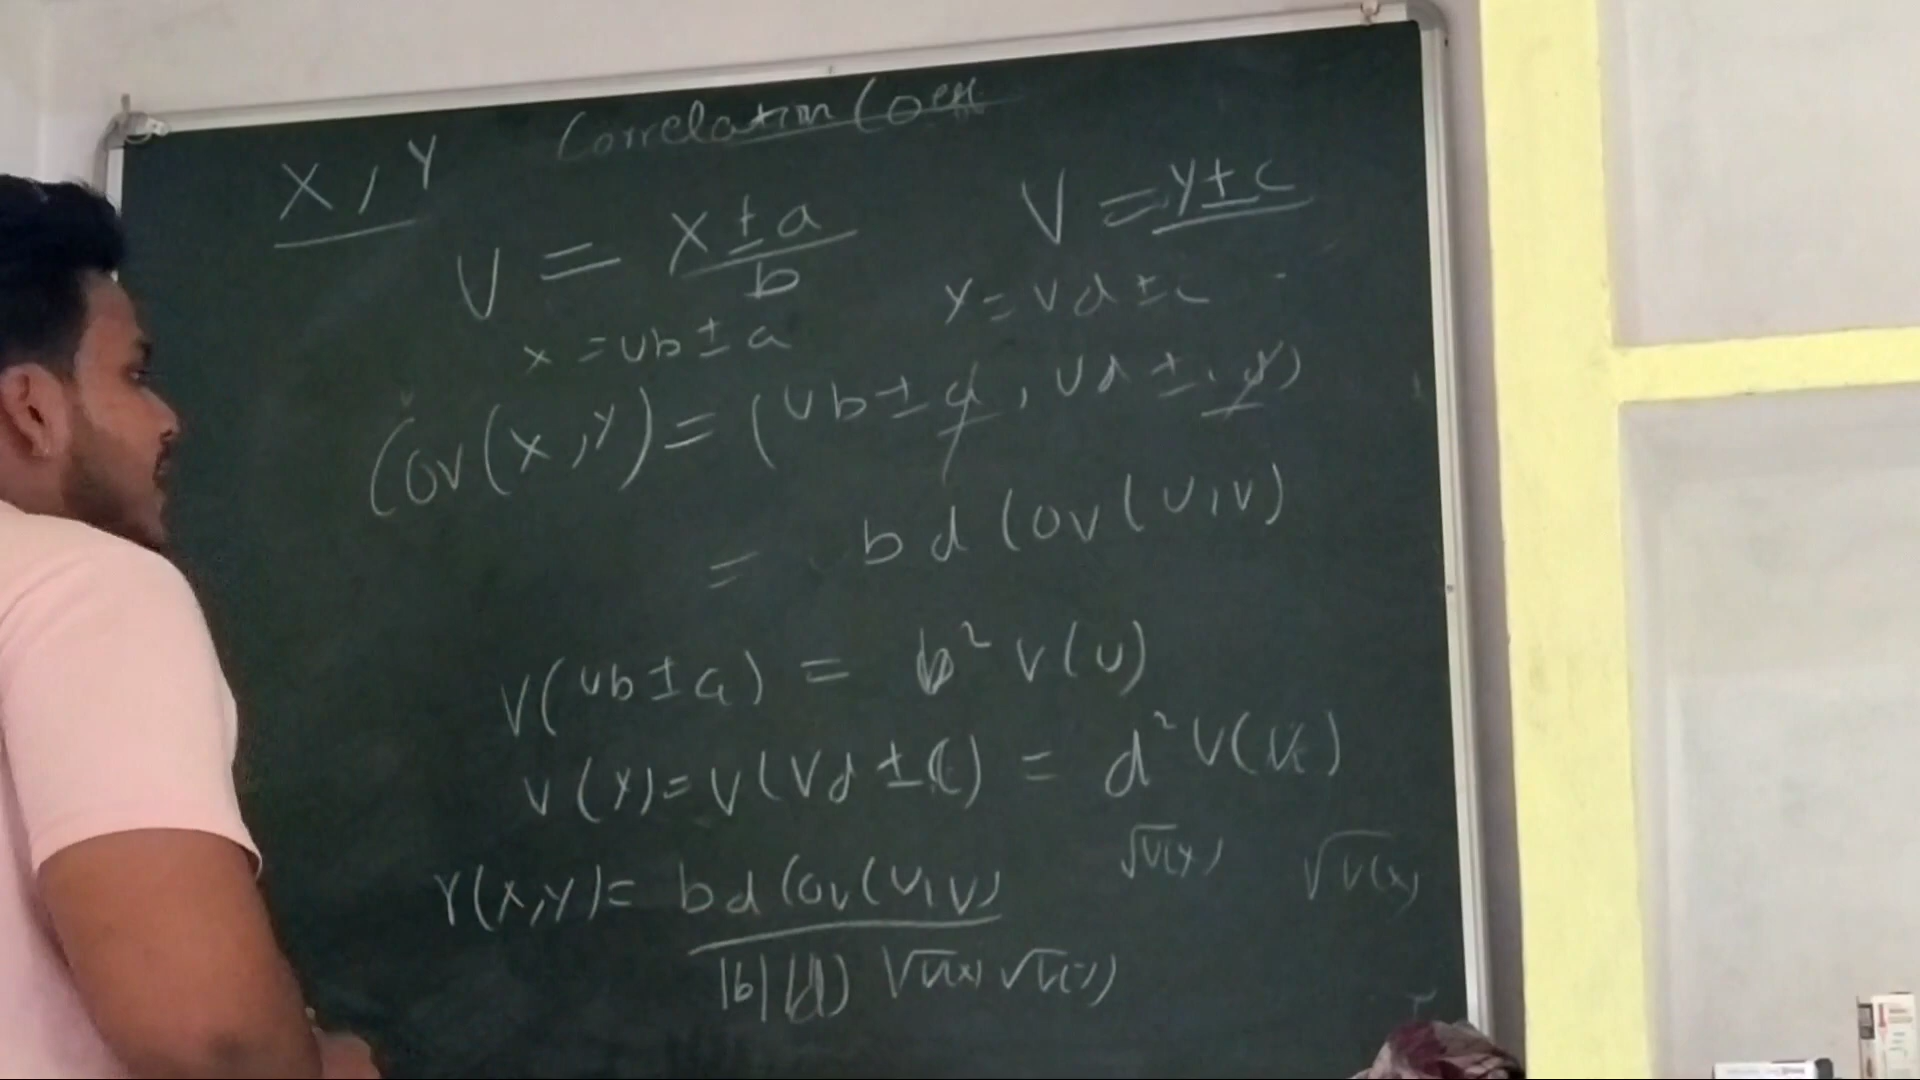 Correlation Coeff
X, Y
U = X ± a / b
V = Y ± c
x = Ub ± a
Y = Vd ± c
Cov(X, Y) = (Ub ± a, Vd ±
= bd Cov(U, V)
V(Ub ± a) = b² V(U)
V(Y) = V(Vd ± c) = d² V(V)
√V(X) √V(X)
r(X,Y) = bd Cov(U, V) / |b| |d|